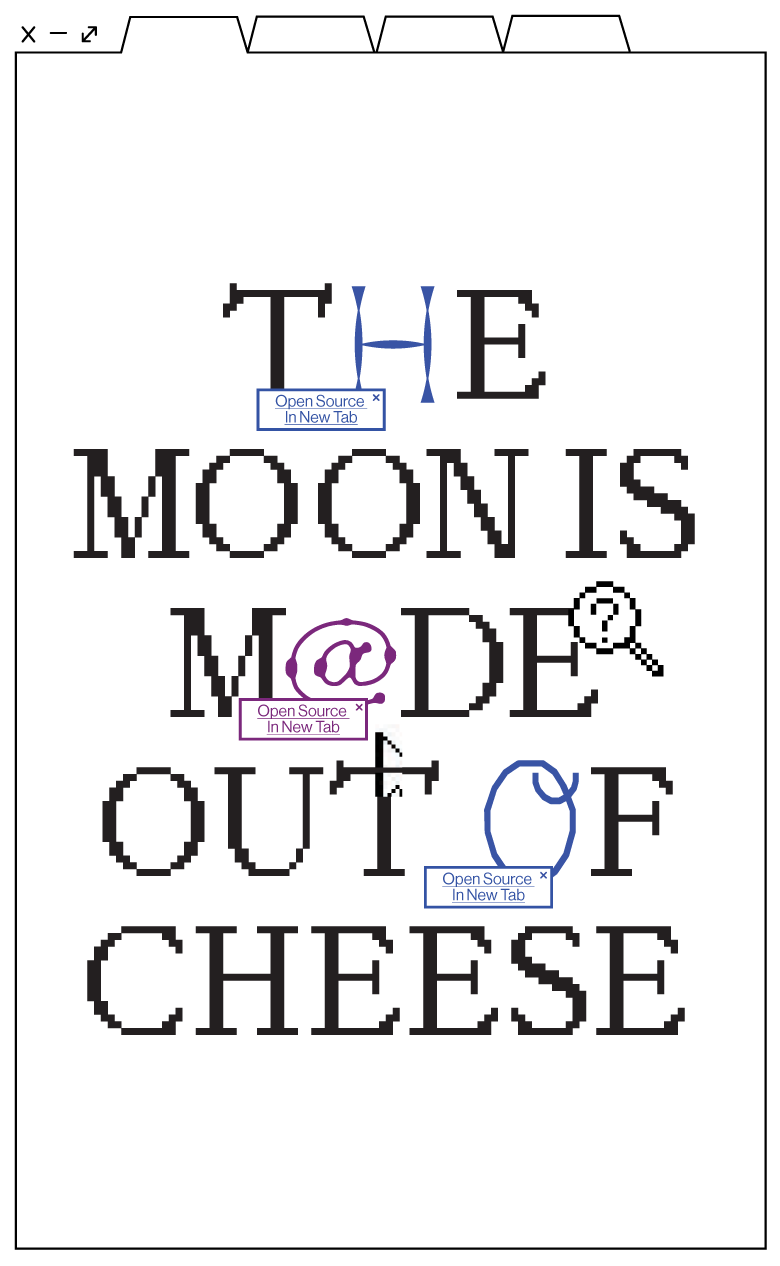 THE
Open Source
In New Tab
MOON IS
M@DE
Open Source
In New Tab
OUT OF
Open Source
In New Tab
CHEESE